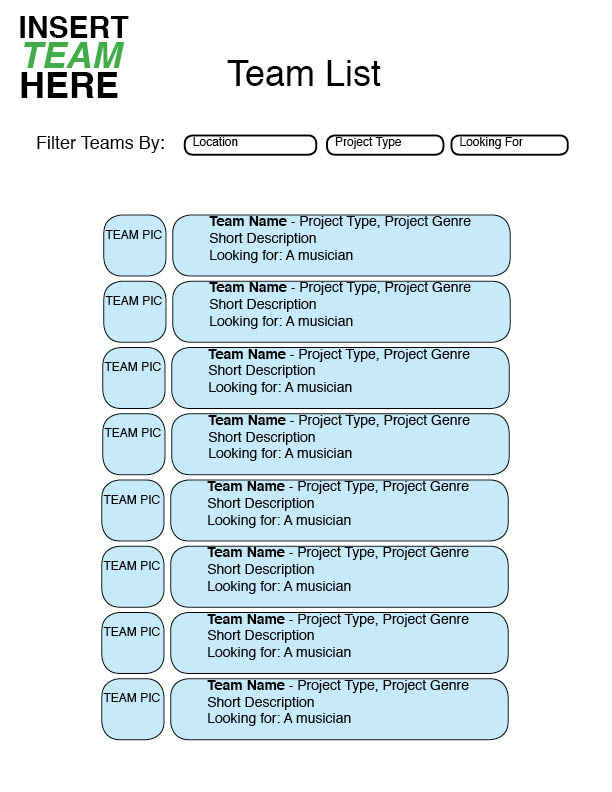 INSERT
TEAM
HERE
Team List
Filter Teams By:
Location
Project Type
Looking For
TEAM PIC
Team Name - Project Type, Project Genre
Short Description
Looking for: A musician
TEAM PIC
Team Name - Project Type, Project Genre
Short Description
Looking for: A musician
TEAM PIC
Team Name - Project Type, Project Genre
Short Description
Looking for: A musician
TEAM PIC
Team Name - Project Type, Project Genre
Short Description
Looking for: A musician
TEAM PIC
Team Name - Project Type, Project Genre
Short Description
Looking for: A musician
TEAM PIC
Team Name - Project Type, Project Genre
Short Description
Looking for: A musician
TEAM PIC
Team Name - Project Type, Project Genre
Short Description
Looking for: A musician
TEAM PIC
Team Name - Project Type, Project Genre
Short Description
Looking for: A musician